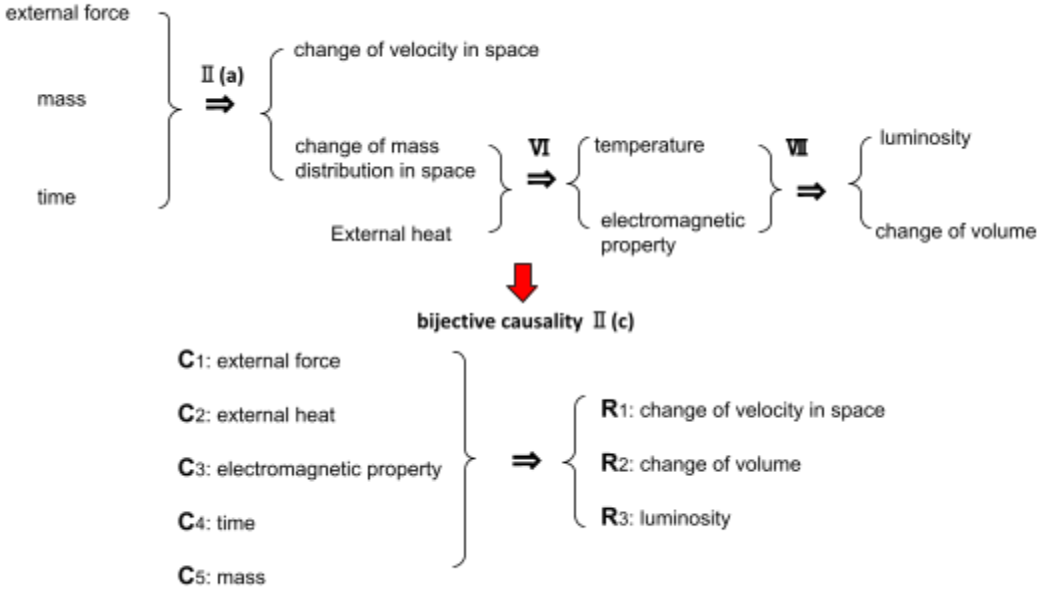 external force
mass
time
Ⅱ (a)
⇒
change of velocity in space
change of mass
distribution in space
External heat
Ⅵ
⇒
temperature
electromagnetic
property
Ⅶ
⇒
luminosity
change of volume
bijective causality Ⅱ (c)
C1: external force
C2: external heat
C3: electromagnetic property
C4: time
C5: mass
⇒
R1: change of velocity in space
R2: change of volume
R3: luminosity